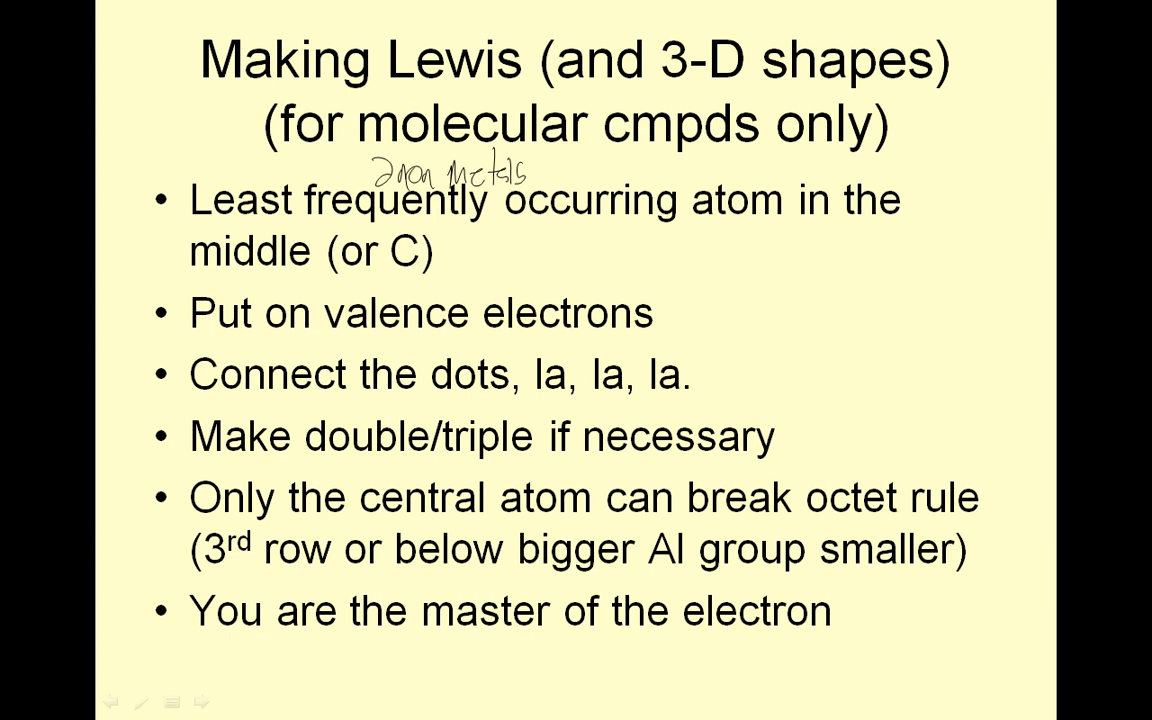 Making Lewis (and 3-D shapes)
(for molecular cmpds only)
2 non metals
• Least frequently occurring atom in the
middle (or C)
• Put on valence electrons
• Connect the dots, la, la, la.
• Make double/triple if necessary
• Only the central atom can break octet rule
(3rd row or below bigger Al group smaller)
• You are the master of the electron